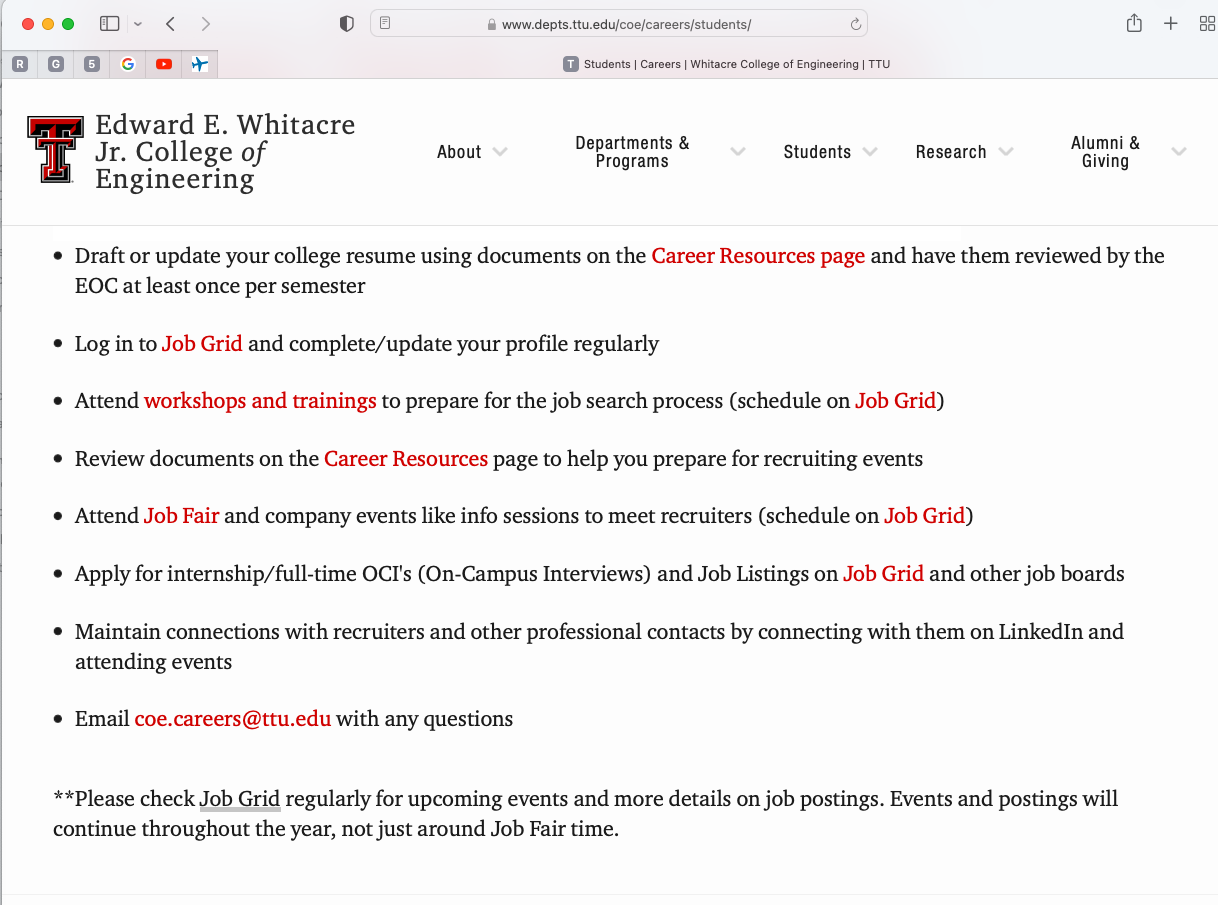 www.depts.ttu.edu/coe/careers/students/
R
G
5
T Students | Careers | Whitacre College of Engineering | TTU
Edward E. Whitacre
Jr. College of
Engineering
About
Departments &
Programs
Students
Research
Alumni &
Giving
• Draft or update your college resume using documents on the Career Resources page and have them reviewed by the
EOC at least once per semester
• Log in to Job Grid and complete/update your profile regularly
• Attend workshops and trainings to prepare for the job search process (schedule on Job Grid)
• Review documents on the Career Resources page to help you prepare for recruiting events
• Attend Job Fair and company events like info sessions to meet recruiters (schedule on Job Grid)
• Apply for internship/full-time OCI's (On-Campus Interviews) and Job Listings on Job Grid and other job boards
• Maintain connections with recruiters and other professional contacts by connecting with them on LinkedIn and
attending events
• Email coe.careers@ttu.edu with any questions
**Please check Job Grid regularly for upcoming events and more details on job postings. Events and postings will
continue throughout the year, not just around Job Fair time.